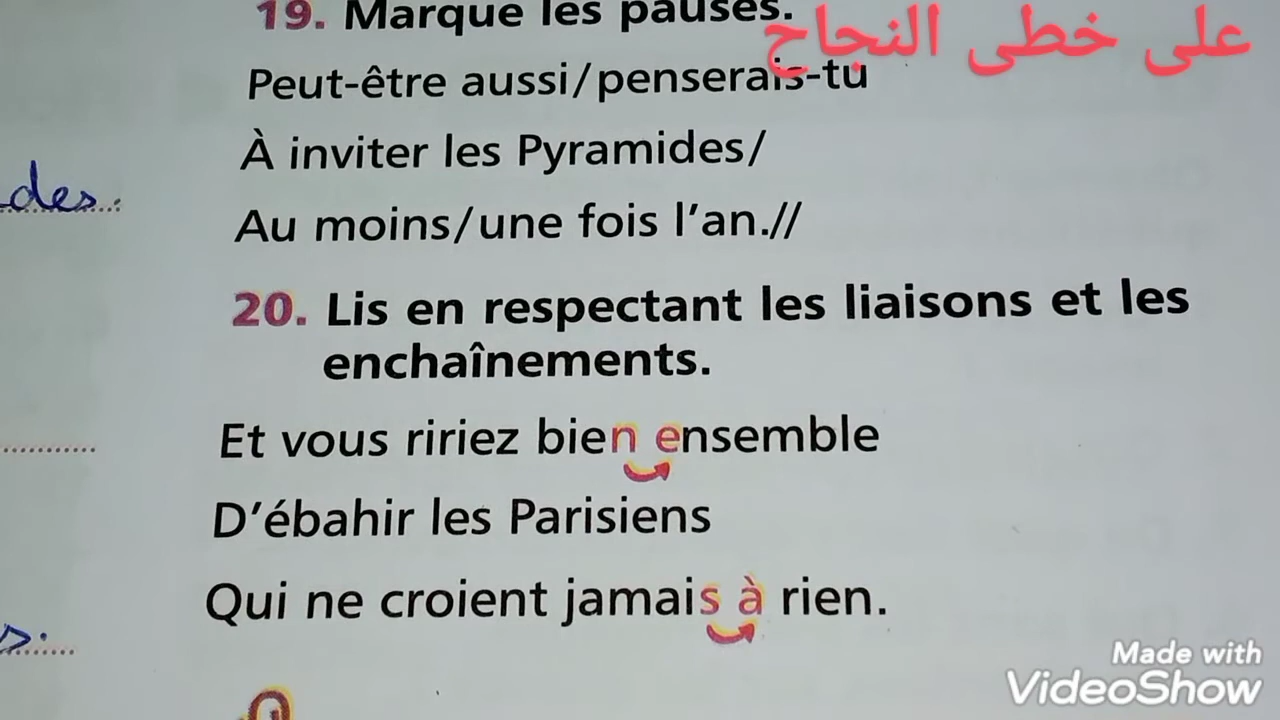 19. Marque les pauses.
على خطى النجاح
Peut-être aussi/penserais-tu
À inviter les Pyramides/
des.
Au moins/une fois l'an.//
20. Lis en respectant les liaisons et les
enchaînements.
Et vous ririez bien ensemble
D'ébahir les Parisiens
Qui ne croient jamais à rien.
s.
Made with
VideoShow